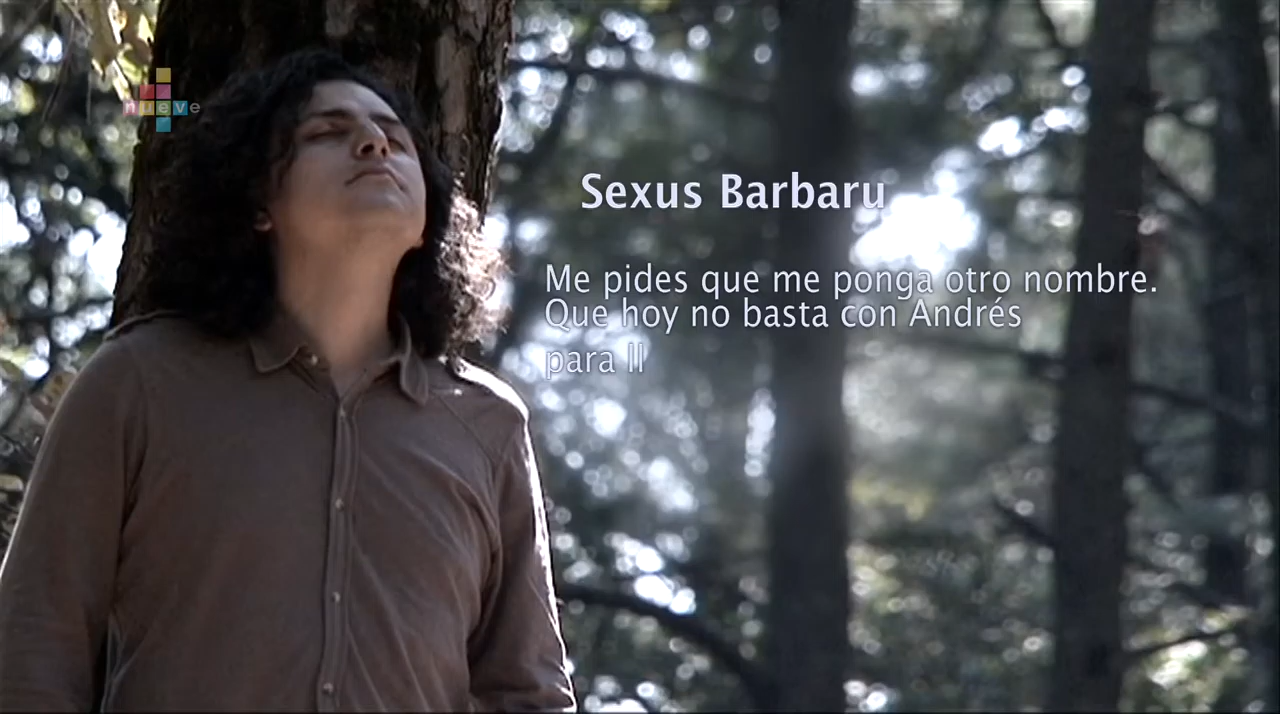 nueve
Sexus Barbaru
Me pides que me ponga otro nombre.
Que hoy no basta con Andrés
para ll